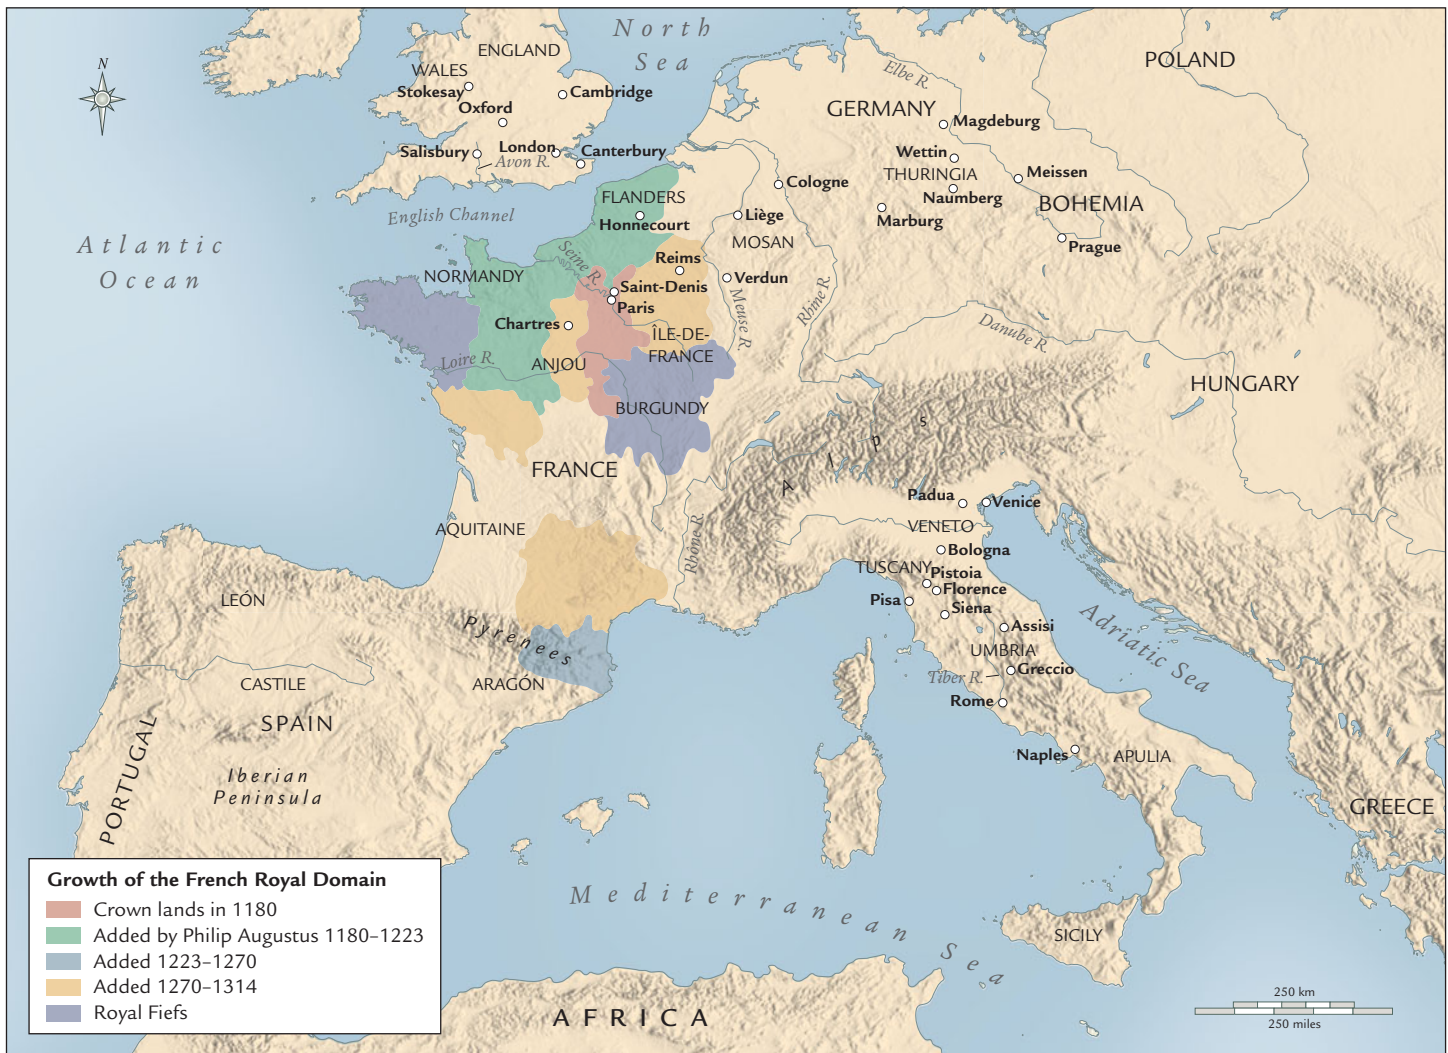 North
Sea
ENGLAND
WALES
Stokesay
Oxford
Cambridge
London
Salisbury
Avon R.
Canterbury
English Channel
Atlantic
Ocean
N
POLAND
Elbe R.
GERMANY
Magdeburg
Wettin
THURINGIA
Meissen
Naumberg
BOHEMIA
Marburg
Prague
Cologne
Liège
MOSAN
Verdun
Meuse R.
Rhine R.
Danube R.
HUNGARY
FLANDERS
Honnecourt
NORMANDY
Seine R.
Reims
Saint-Denis
Paris
Chartres
ÎLE-DE-
FRANCE
Loire R.
ANJOU
BURGUNDY
FRANCE
AQUITAINE
Rhône R.
Alps
Padua
Venice
VENETO
Bologna
TUSCANY
Pistoia
Florence
Pisa
Siena
Assisi
UMBRIA
Greccio
Tiber R.
Rome
Naples
APULIA
Adriatic Sea
GREECE
LEÓN
Pyrenees
CASTILE
ARAGÓN
SPAIN
PORTUGAL
Iberian
Peninsula
Mediterranean Sea
SICILY
AFRICA
Growth of the French Royal Domain
Crown lands in 1180
Added by Philip Augustus 1180–1223
Added 1223–1270
Added 1270–1314
Royal Fiefs
250 km
250 miles